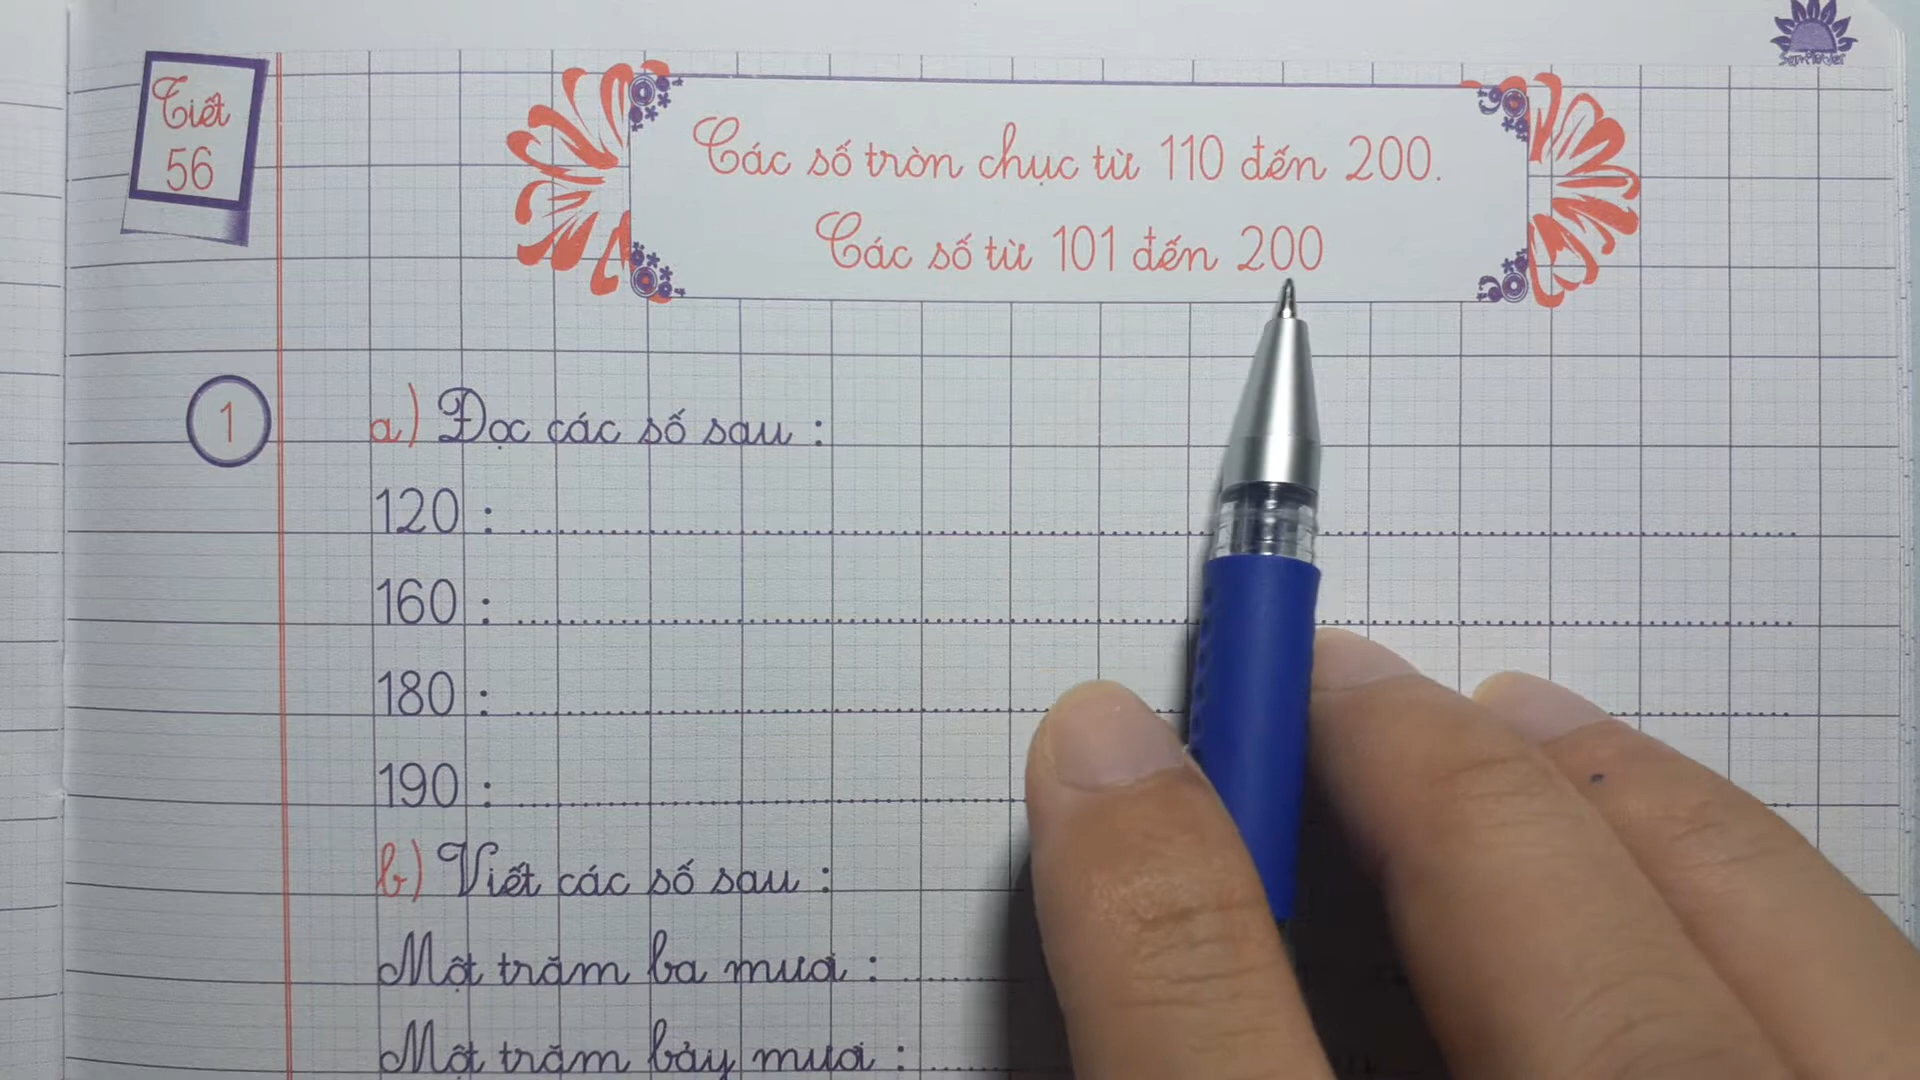 Tiết
56
Các số tròn chục từ 110 đến 200.
Các số từ 101 đến 200
1
a) Đọc các số sau :
120 :
160 :
180 :
190 :
b) Viết các số sau :
Một trăm ba mươi :
Một trăm bảy mươi :